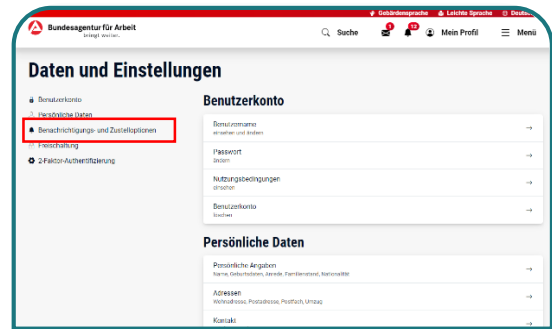 Gebärdensprache Leichte Sprache Deutsch
Bundesagentur für Arbeit
bringt weiter.
Suche 1 12 Mein Profil Menü
Daten und Einstellungen
Benutzerkonto
Persönliche Daten
Benachrichtigungs- und Zustelloptionen
Freischaltung
2-Faktor-Authentifizierung
Benutzerkonto
Benutzername
einsehen und ändern
Passwort
ändern
Nutzungsbedingungen
einsehen
Benutzerkonto
löschen
Persönliche Daten
Persönliche Angaben
Name, Geburtsdaten, Anrede, Familienstand, Nationalität
Adressen
Wohnadresse, Postadresse, Postfach, Umzug
Kontakt